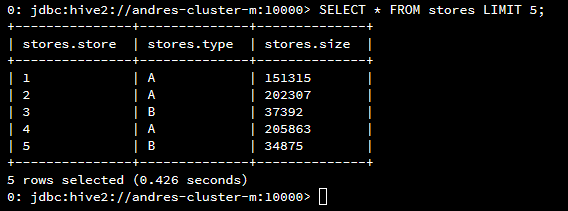 0: jdbc:hive2://andres-cluster-m:10000> SELECT * FROM stores LIMIT 5;
+---------------+--------------+--------------+
| stores.store  | stores.type  | stores.size  |
+---------------+--------------+--------------+
| 1             | A            | 151315       |
| 2             | A            | 202307       |
| 3             | B            | 37392        |
| 4             | A            | 205863       |
| 5             | B            | 34875        |
+---------------+--------------+--------------+
5 rows selected (0.426 seconds)
0: jdbc:hive2://andres-cluster-m:10000>